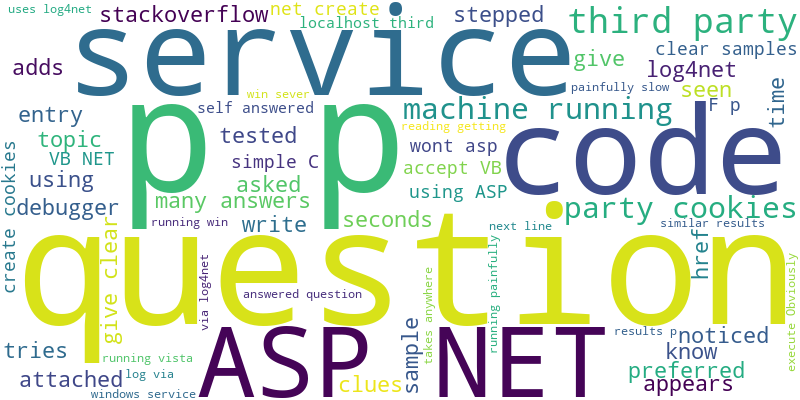 uses log4net
stackoverflow
net create
localhost third
stepped
third party
service
adds
give
clear samples
log4net
seen
painfully slow
win sever
self answered
machine running
F p
time
entry
p p
code
reading getting
topic
tested
wont asp
VB NET
simple C
accept VB
using
asked
using ASP
debugger
many answers
party cookies
create cookies
running win
write
seconds
next line
similar results
question
give clear
href
via log4net
answered question
takes anywhere
running painfully
execute Obviously
ASP NET
sample
results p
noticed
tries
running vista
know
log via
attached
clues
preferred
windows service
appears